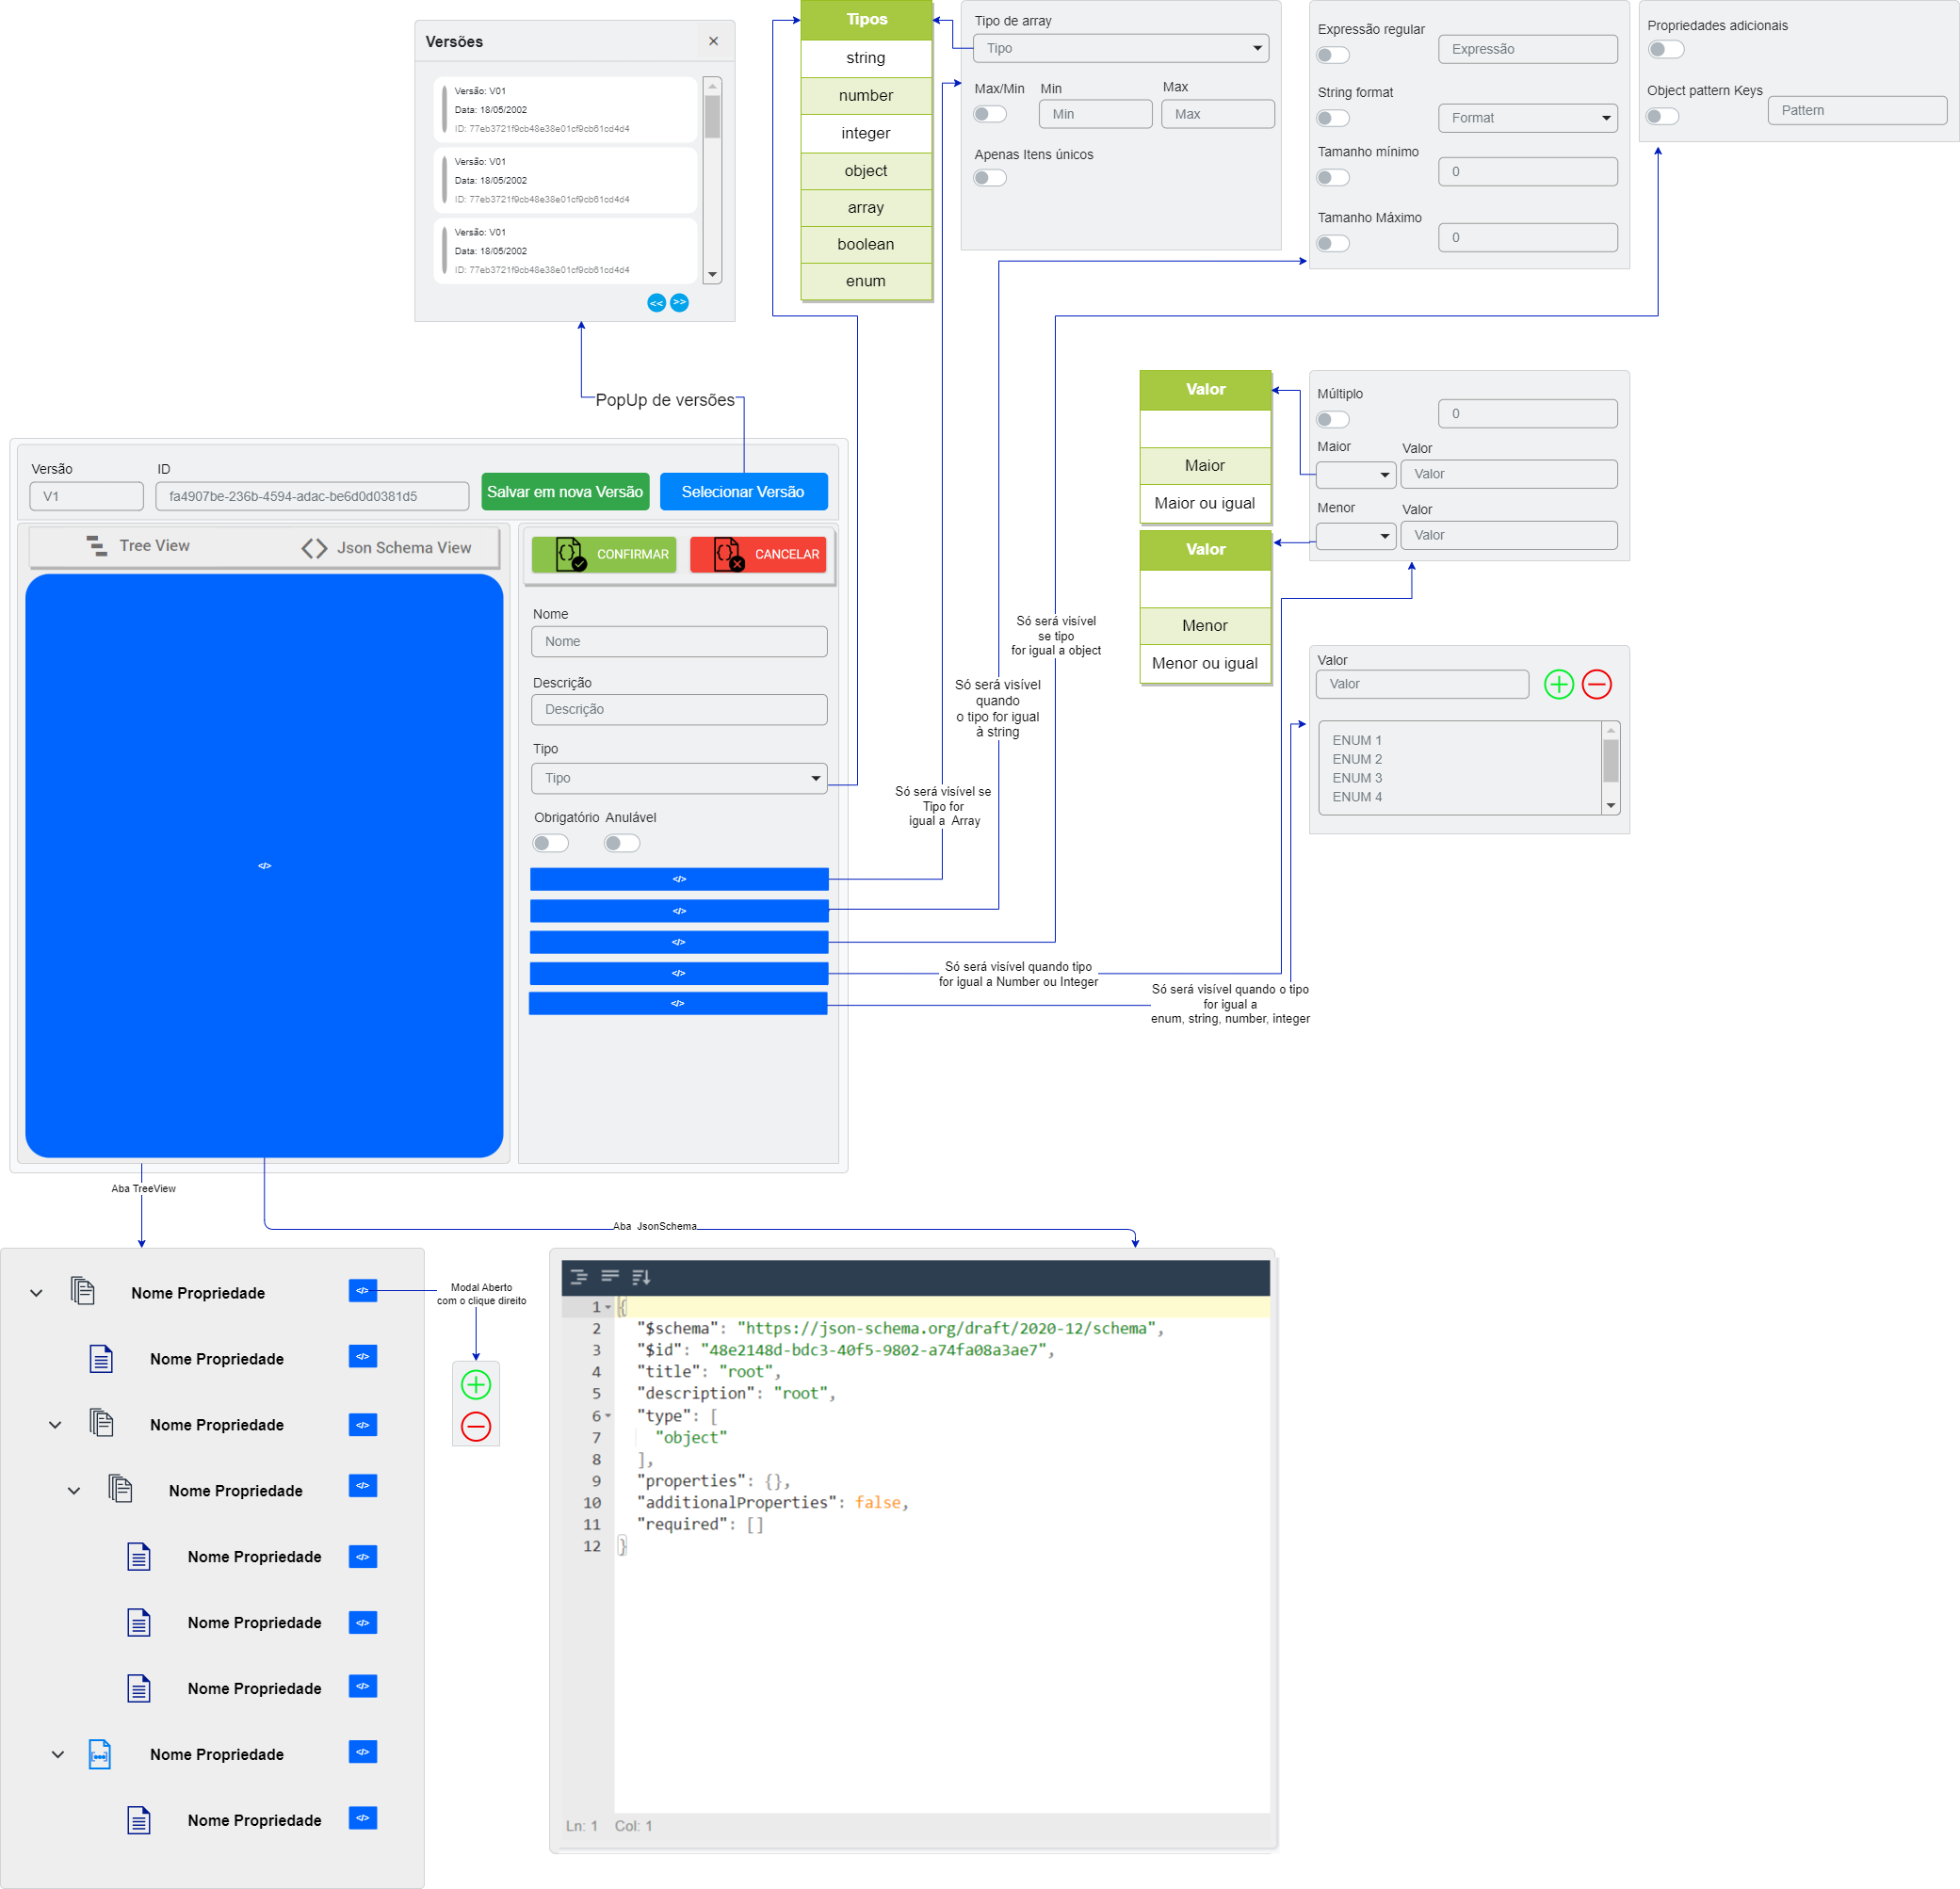 Versões
×
Versão: V01
Data: 18/05/2002
ID: 77eb3721f9cb48e38e01cf9cb61cd4d4
Versão: V01
Data: 18/05/2002
ID: 77eb3721f9cb48e38e01cf9cb61cd4d4
Versão: V01
Data: 18/05/2002
ID: 77eb3721f9cb48e38e01cf9cb61cd4d4
<< >>
Tipos
string
number
integer
object
array
boolean
enum
Tipo de array
Tipo
Max/Min Min Max
Min Max
Apenas Itens únicos
Expressão regular
Expressão
String format
Format
Tamanho mínimo
0
Tamanho Máximo
0
Propriedades adicionais
Object pattern Keys
Pattern
PopUp de versões
Valor
Maior
Maior ou igual
Valor
Menor
Menor ou igual
Múltiplo
0
Maior Valor
Valor
Menor Valor
Valor
Valor
Valor
ENUM 1
ENUM 2
ENUM 3
ENUM 4
Versão ID
V1 fa4907be-236b-4594-adac-be6d0d0381d5
Salvar em nova Versão Selecionar Versão
Tree View Json Schema View
CONFIRMAR CANCELAR
</>
Nome
Nome
Descrição
Descrição
Tipo
Tipo
Obrigatório Anulável
</>
</>
</>
</>
</>
Só será visível se
Tipo for
igual a Array
Só será visível
quando
o tipo for igual
à string
Só será visível
se tipo
for igual a object
Só será visível quando tipo
for igual a Number ou Integer
Só será visível quando o tipo
for igual a
enum, string, number, integer
Aba TreeView
Aba JsonSchema
Nome Propriedade </>
Nome Propriedade </>
Nome Propriedade </>
Nome Propriedade </>
Nome Propriedade </>
Nome Propriedade </>
Nome Propriedade </>
Nome Propriedade </>
Nome Propriedade </>
Modal Aberto
com o clique direito
1 {
2 "$schema": "https://json-schema.org/draft/2020-12/schema",
3 "$id": "48e2148d-bdc3-40f5-9802-a74fa08a3ae7",
4 "title": "root",
5 "description": "root",
6 "type": [
7 "object"
8 ],
9 "properties": {},
10 "additionalProperties": false,
11 "required": []
12 }
Ln: 1 Col: 1